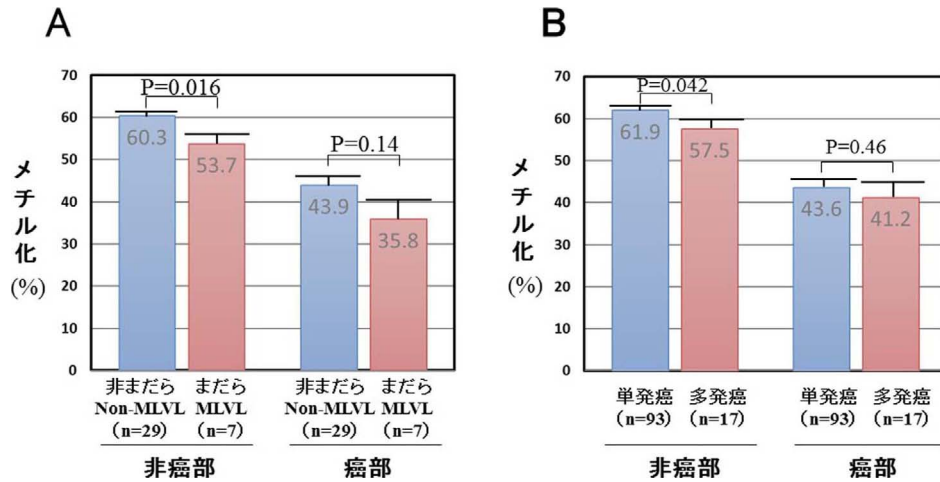 A
メチル化
(%)
70
60
50
40
30
20
10
0
P=0.016
P=0.14
60.3
53.7
43.9
35.8
非まだら まだら 非まだら まだら
Non-MLVL MLVL Non-MLVL MLVL
(n=29) (n=7) (n=29) (n=7)
非癌部 癌部
B
メチル化
(%)
70
60
50
40
30
20
10
0
P=0.042
P=0.46
61.9
57.5
43.6
41.2
単発癌 多発癌 単発癌 多発癌
(n=93) (n=17) (n=93) (n=17)
非癌部 癌部